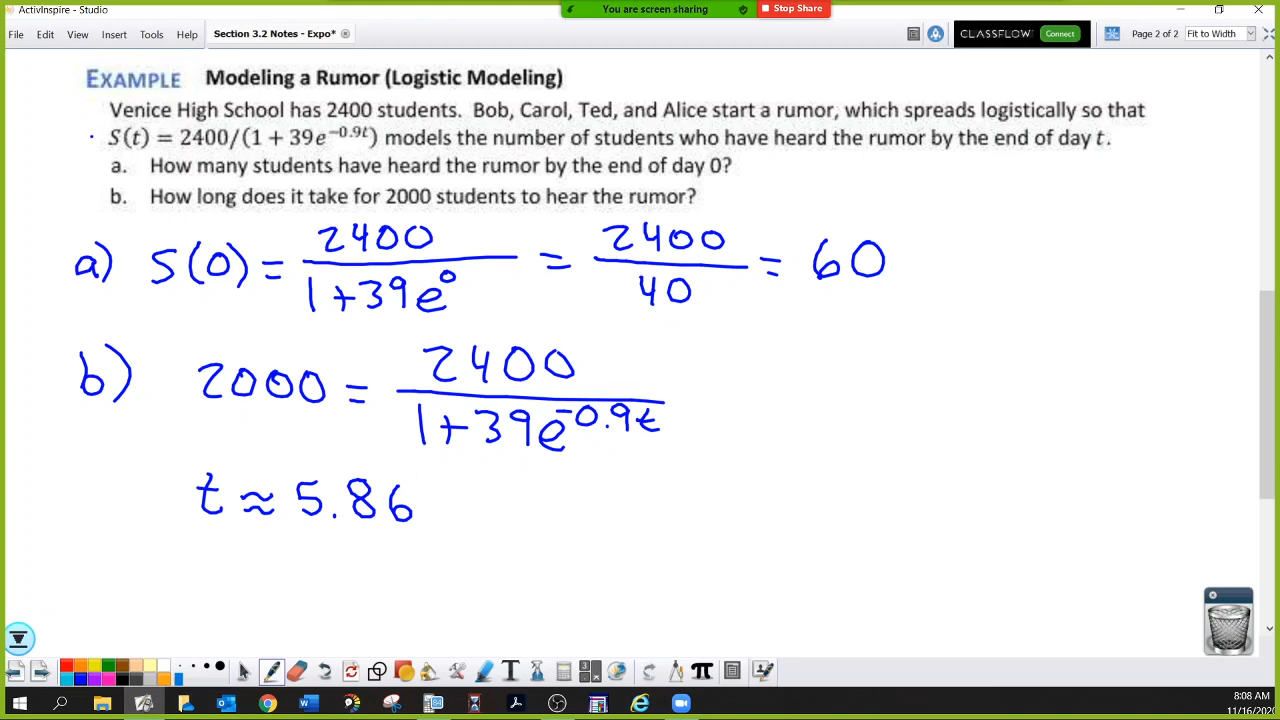 ActivInspire - Studio
You are screen sharing
Stop Share
File Edit View Insert Tools Help Section 3.2 Notes - Expo*
CLASSFLOW Connect Page 2 of 2 Fit to Width
EXAMPLE Modeling a Rumor (Logistic Modeling)
Venice High School has 2400 students. Bob, Carol, Ted, and Alice start a rumor, which spreads logistically so that
S(t) = 2400/(1 + 39e^−0.9t) models the number of students who have heard the rumor by the end of day t.
a. How many students have heard the rumor by the end of day 0?
b. How long does it take for 2000 students to hear the rumor?
a) S(0) = 2400/(1+39e^0) = 2400/40 = 60
b) 2000 = 2400/(1+39e^-0.9t)
t ≈ 5.86
8:08 AM